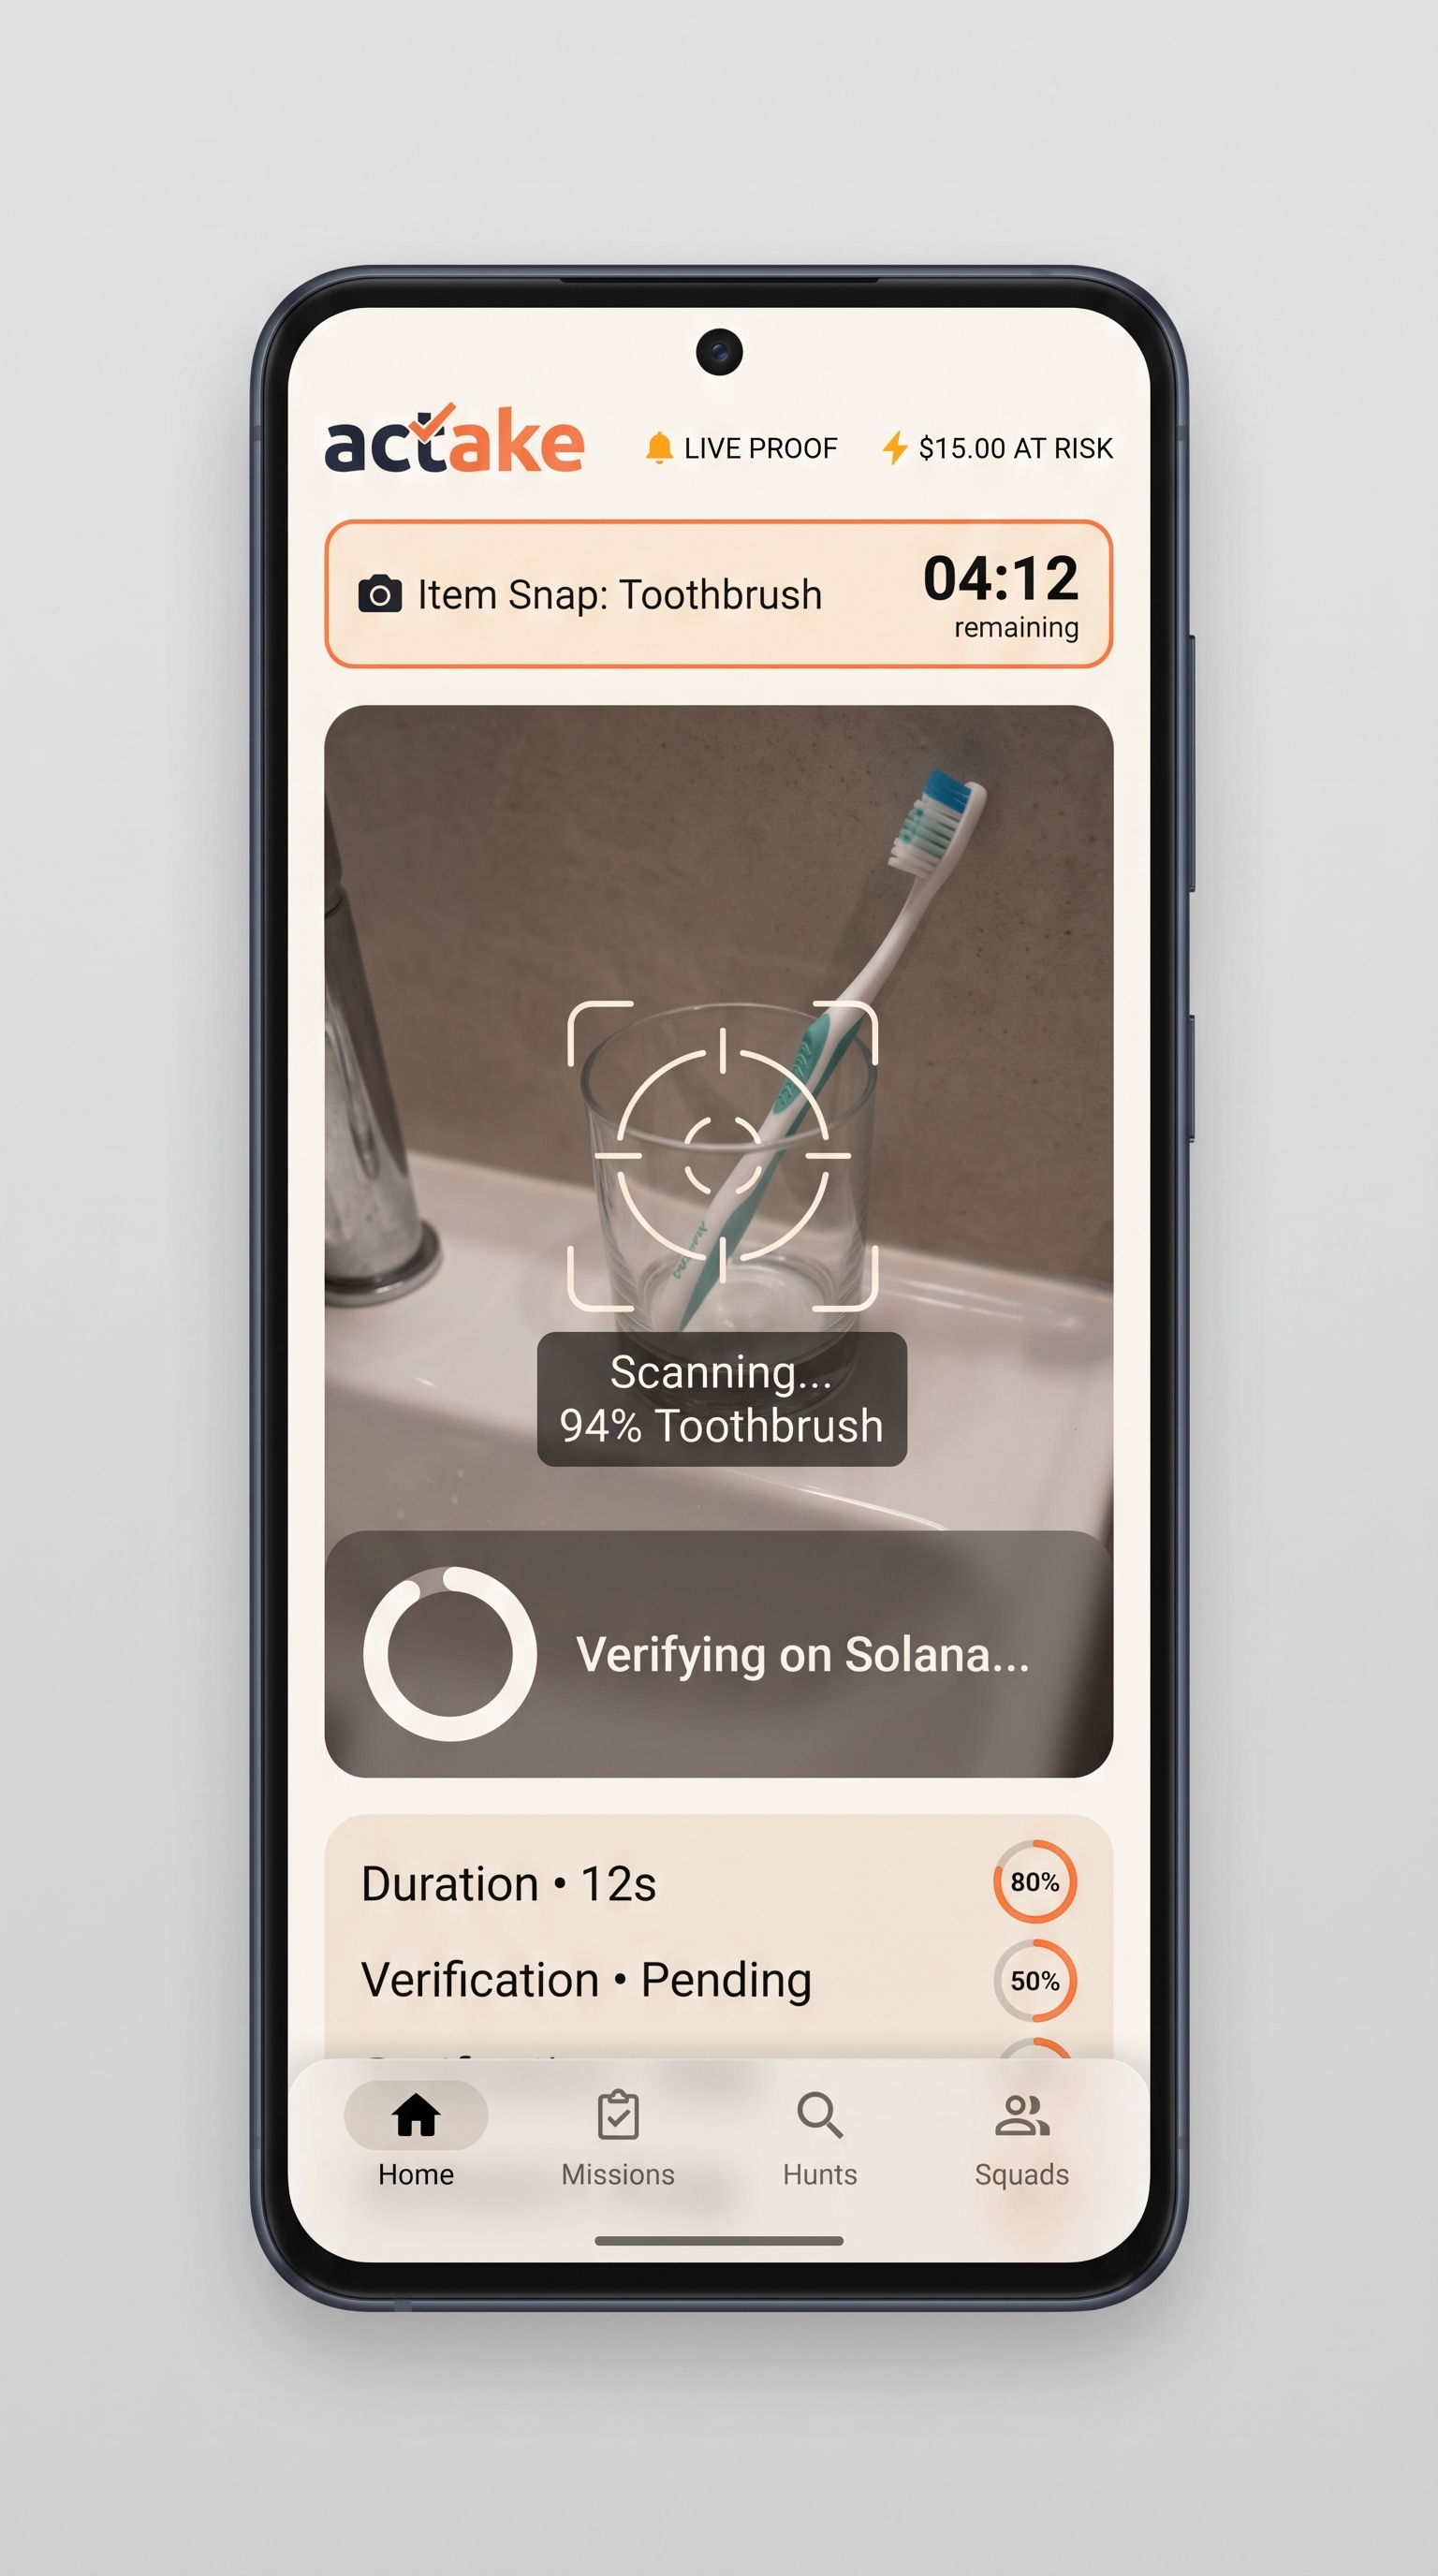 actake
LIVE PROOF
$15.00 AT RISK
Item Snap: Toothbrush
04:12
remaining
Scanning...
94% Toothbrush
Verifying on Solana...
Duration • 12s
80%
Verification • Pending
50%
Home
Missions
Hunts
Squads